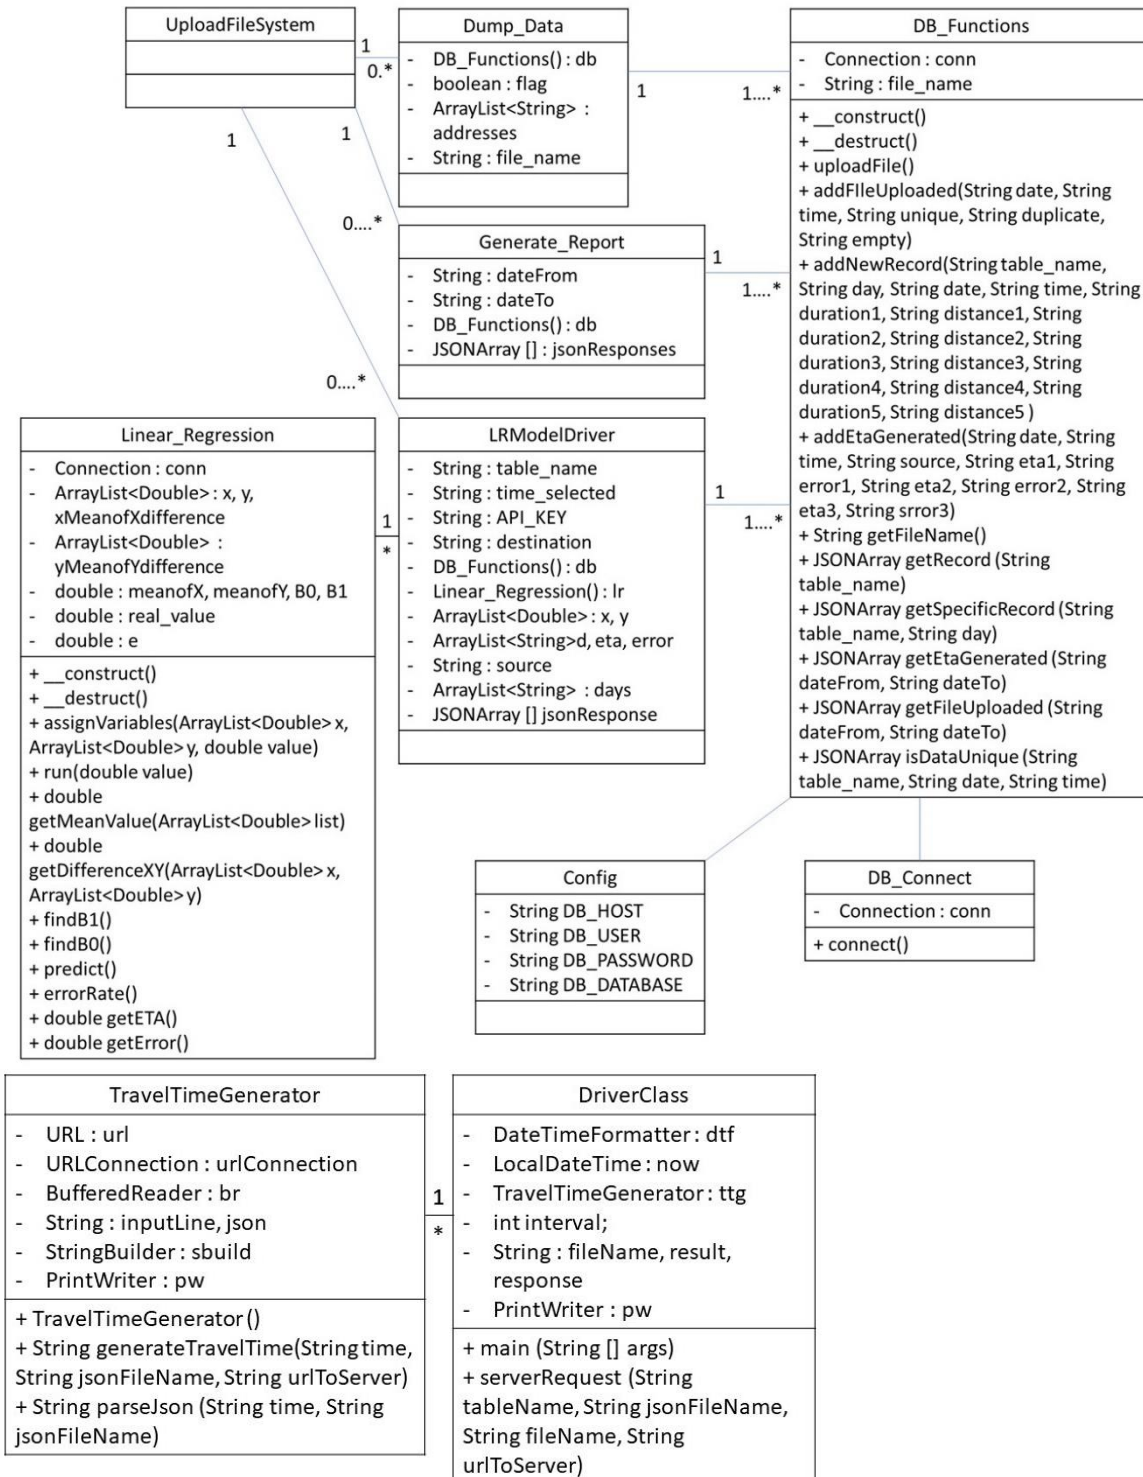 UploadFileSystem
1
0.*
1
1
0....*
0....*
Dump_Data
- DB_Functions() : db
- boolean : flag
- ArrayList<String> :
addresses
- String : file_name
1
1....*
Generate_Report
- String : dateFrom
- String : dateTo
- DB_Functions() : db
- JSONArray [] : jsonResponses
1
1....*
DB_Functions
- Connection : conn
- String : file_name
+ __construct()
+ __destruct()
+ uploadFile()
+ addFIleUploaded(String date, String
time, String unique, String duplicate,
String empty)
+ addNewRecord(String table_name,
String day, String date, String time, String
duration1, String distance1, String
duration2, String distance2, String
duration3, String distance3, String
duration4, String distance4, String
duration5, String distance5 )
+ addEtaGenerated(String date, String
time, String source, String eta1, String
error1, String eta2, String error2, String
eta3, String srror3)
+ String getFileName()
+ JSONArray getRecord (String
table_name)
+ JSONArray getSpecificRecord (String
table_name, String day)
+ JSONArray getEtaGenerated (String
dateFrom, String dateTo)
+ JSONArray getFileUploaded (String
dateFrom, String dateTo)
+ JSONArray isDataUnique (String
table_name, String date, String time)
Linear_Regression
- Connection : conn
- ArrayList<Double> : x, y,
xMeanofXdifference
- ArrayList<Double> :
yMeanofYdifference
- double : meanofX, meanofY, B0, B1
- double : real_value
- double : e
+ __construct()
+ __destruct()
+ assignVariables(ArrayList<Double> x,
ArrayList<Double> y, double value)
+ run(double value)
+ double
getMeanValue(ArrayList<Double> list)
+ double
getDifferenceXY(ArrayList<Double> x,
ArrayList<Double> y)
+ findB1()
+ findB0()
+ predict()
+ errorRate()
+ double getETA()
+ double getError()
1
*
LRModelDriver
- String : table_name
- String : time_selected
- String : API_KEY
- String : destination
- DB_Functions() : db
- Linear_Regression() : lr
- ArrayList<Double> : x, y
- ArrayList<String>d, eta, error
- String : source
- ArrayList<String> : days
- JSONArray [] jsonResponse
1
1....*
Config
- String DB_HOST
- String DB_USER
- String DB_PASSWORD
- String DB_DATABASE
DB_Connect
- Connection : conn
+ connect()
TravelTimeGenerator
- URL : url
- URLConnection : urlConnection
- BufferedReader : br
- String : inputLine, json
- StringBuilder : sbuild
- PrintWriter : pw
+ TravelTimeGenerator()
+ String generateTravelTime(String time,
String jsonFileName, String urlToServer)
+ String parseJson (String time, String
jsonFileName)
1
*
DriverClass
- DateTimeFormatter : dtf
- LocalDateTime : now
- TravelTimeGenerator : ttg
- int interval;
- String : fileName, result,
response
- PrintWriter : pw
+ main (String [] args)
+ serverRequest (String
tableName, String jsonFileName,
String fileName, String
urlToServer)